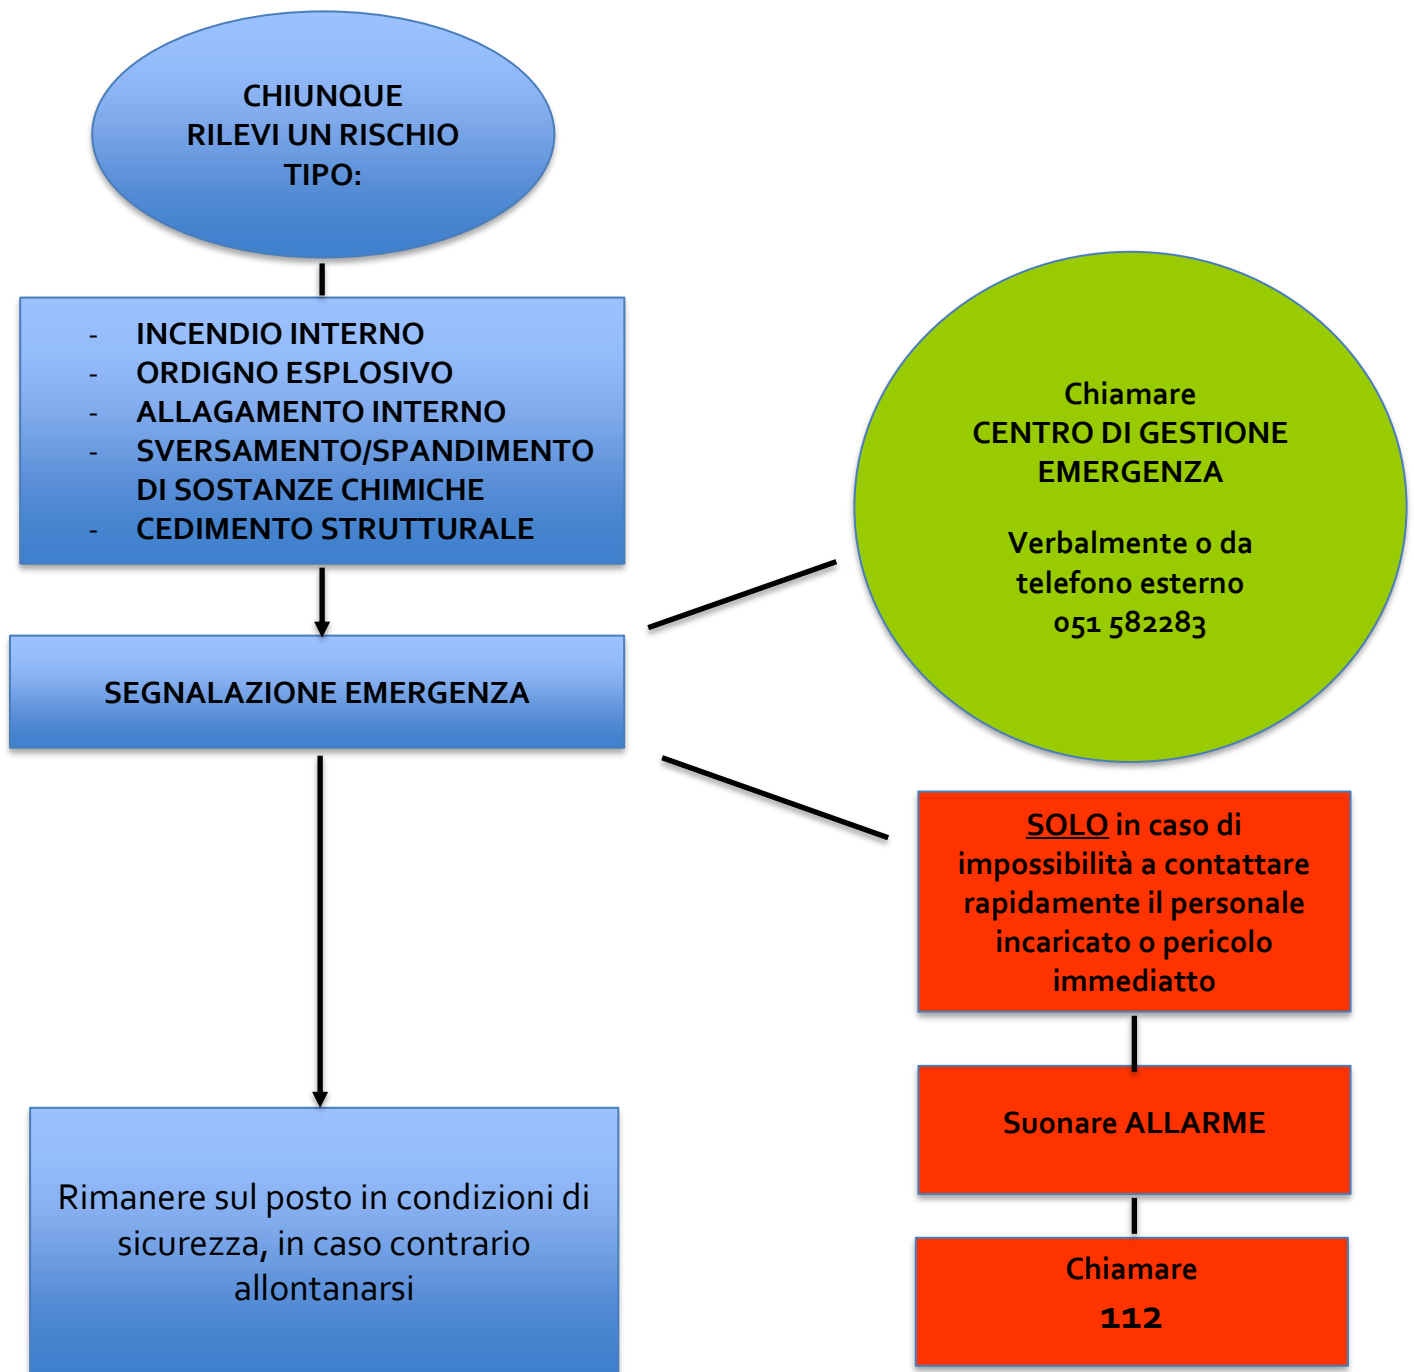 CHIUNQUE
RILEVI UN RISCHIO
TIPO:
- INCENDIO INTERNO
- ORDIGNO ESPLOSIVO
- ALLAGAMENTO INTERNO
- SVERSAMENTO/SPANDIMENTO
DI SOSTANZE CHIMICHE
- CEDIMENTO STRUTTURALE
SEGNALAZIONE EMERGENZA
Chiamare
CENTRO DI GESTIONE
EMERGENZA
Verbalmente o da
telefono esterno
051 582283
SOLO in caso di
impossibilità a contattare
rapidamente il personale
incaricato o pericolo
immediatto
Suonare ALLARME
Chiamare
112
Rimanere sul posto in condizioni di
sicurezza, in caso contrario
allontanarsi